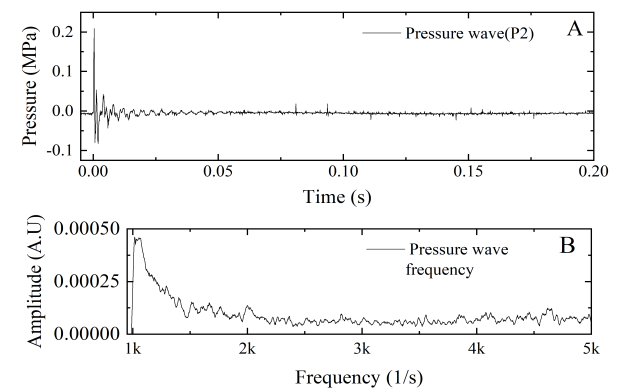 0.2
0.1
0.0
-0.1
Pressure (MPa)
Pressure wave(P2)
A
0.00
0.05
0.10
0.15
0.20
Time (s)
0.00050
0.00025
0.00000
Amplitude (A.U)
Pressure wave
frequency
B
1k
2k
3k
4k
5k
Frequency (1/s)